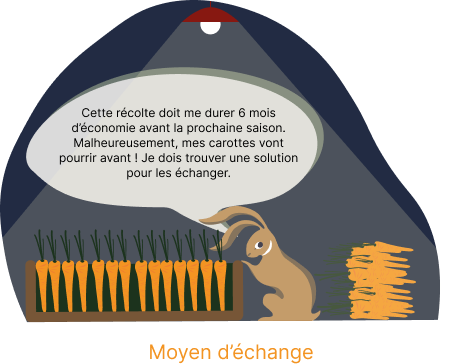 Cette récolte doit me durer 6 mois
d’économie avant la prochaine saison.
Malheureusement, mes carottes vont
pourrir avant ! Je dois trouver une solution
pour les échanger.
Moyen d’échange